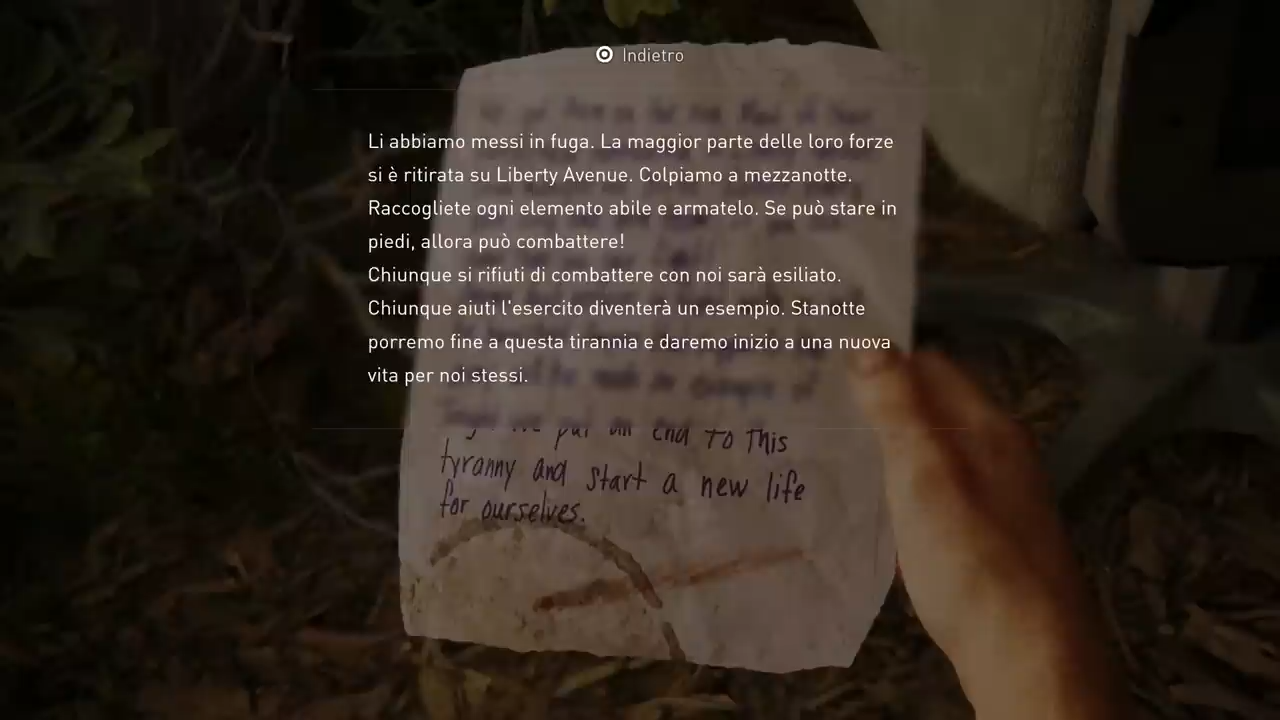 Indietro
Li abbiamo messi in fuga. La maggior parte delle loro forze
si è ritirata su Liberty Avenue. Colpiamo a mezzanotte.
Raccogliete ogni elemento abile e armatelo. Se può stare in
piedi, allora può combattere!
Chiunque si rifiuti di combattere con noi sarà esiliato.
Chiunque aiuti l'esercito diventerà un esempio. Stanotte
porremo fine a questa tirannia e daremo inizio a una nuova
vita per noi stessi.
put an end to this
tyranny and start a new life
for ourselves.